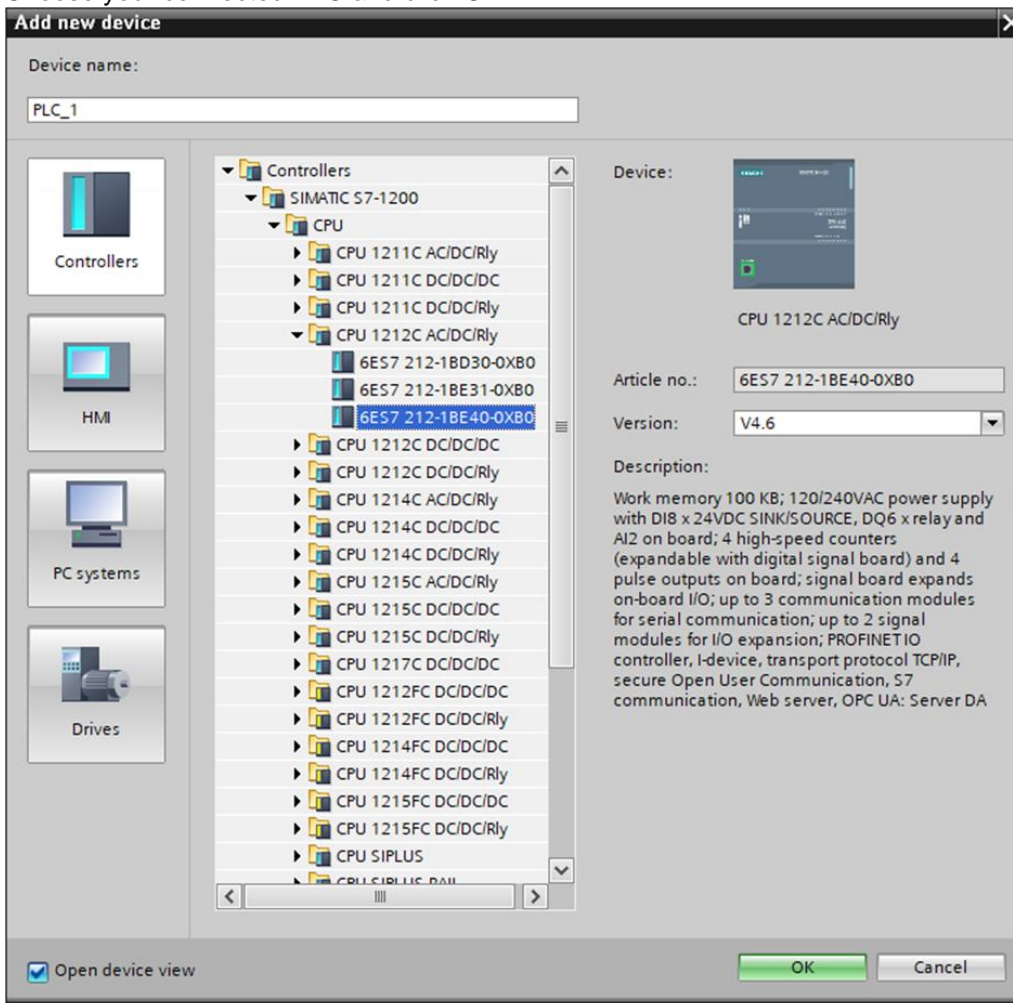 Add new device
Device name:
PLC_1
Controllers
HMI
PC systems
Drives
Controllers
SIMATIC S7-1200
CPU
CPU 1211C AC/DC/Rly
CPU 1211C DC/DC/DC
CPU 1211C DC/DC/Rly
CPU 1212C AC/DC/Rly
6ES7 212-1BD30-0XB0
6ES7 212-1BE31-0XB0
6ES7 212-1BE40-0XB0
CPU 1212C DC/DC/DC
CPU 1212C DC/DC/Rly
CPU 1214C AC/DC/Rly
CPU 1214C DC/DC/DC
CPU 1214C DC/DC/Rly
CPU 1215C AC/DC/Rly
CPU 1215C DC/DC/DC
CPU 1215C DC/DC/Rly
CPU 1217C DC/DC/DC
CPU 1212FC DC/DC/DC
CPU 1212FC DC/DC/Rly
CPU 1214FC DC/DC/DC
CPU 1214FC DC/DC/Rly
CPU 1215FC DC/DC/DC
CPU 1215FC DC/DC/Rly
CPU SIPLUS
CPU SIPLUS RAIL
Device:
CPU 1212C AC/DC/Rly
Article no.: 6ES7 212-1BE40-0XB0
Version: V4.6
Description:
Work memory 100 KB; 120/240VAC power supply
with DI8 x 24VDC SINK/SOURCE, DQ6 x relay and
AI2 on board; 4 high-speed counters
(expandable with digital signal board) and 4
pulse outputs on board; signal board expands
on-board I/O; up to 3 communication modules
for serial communication; up to 2 signal
modules for I/O expansion; PROFINET IO
controller, I-device, transport protocol TCP/IP,
secure Open User Communication, S7
communication, Web server, OPC UA: Server DA
Open device view
OK
Cancel